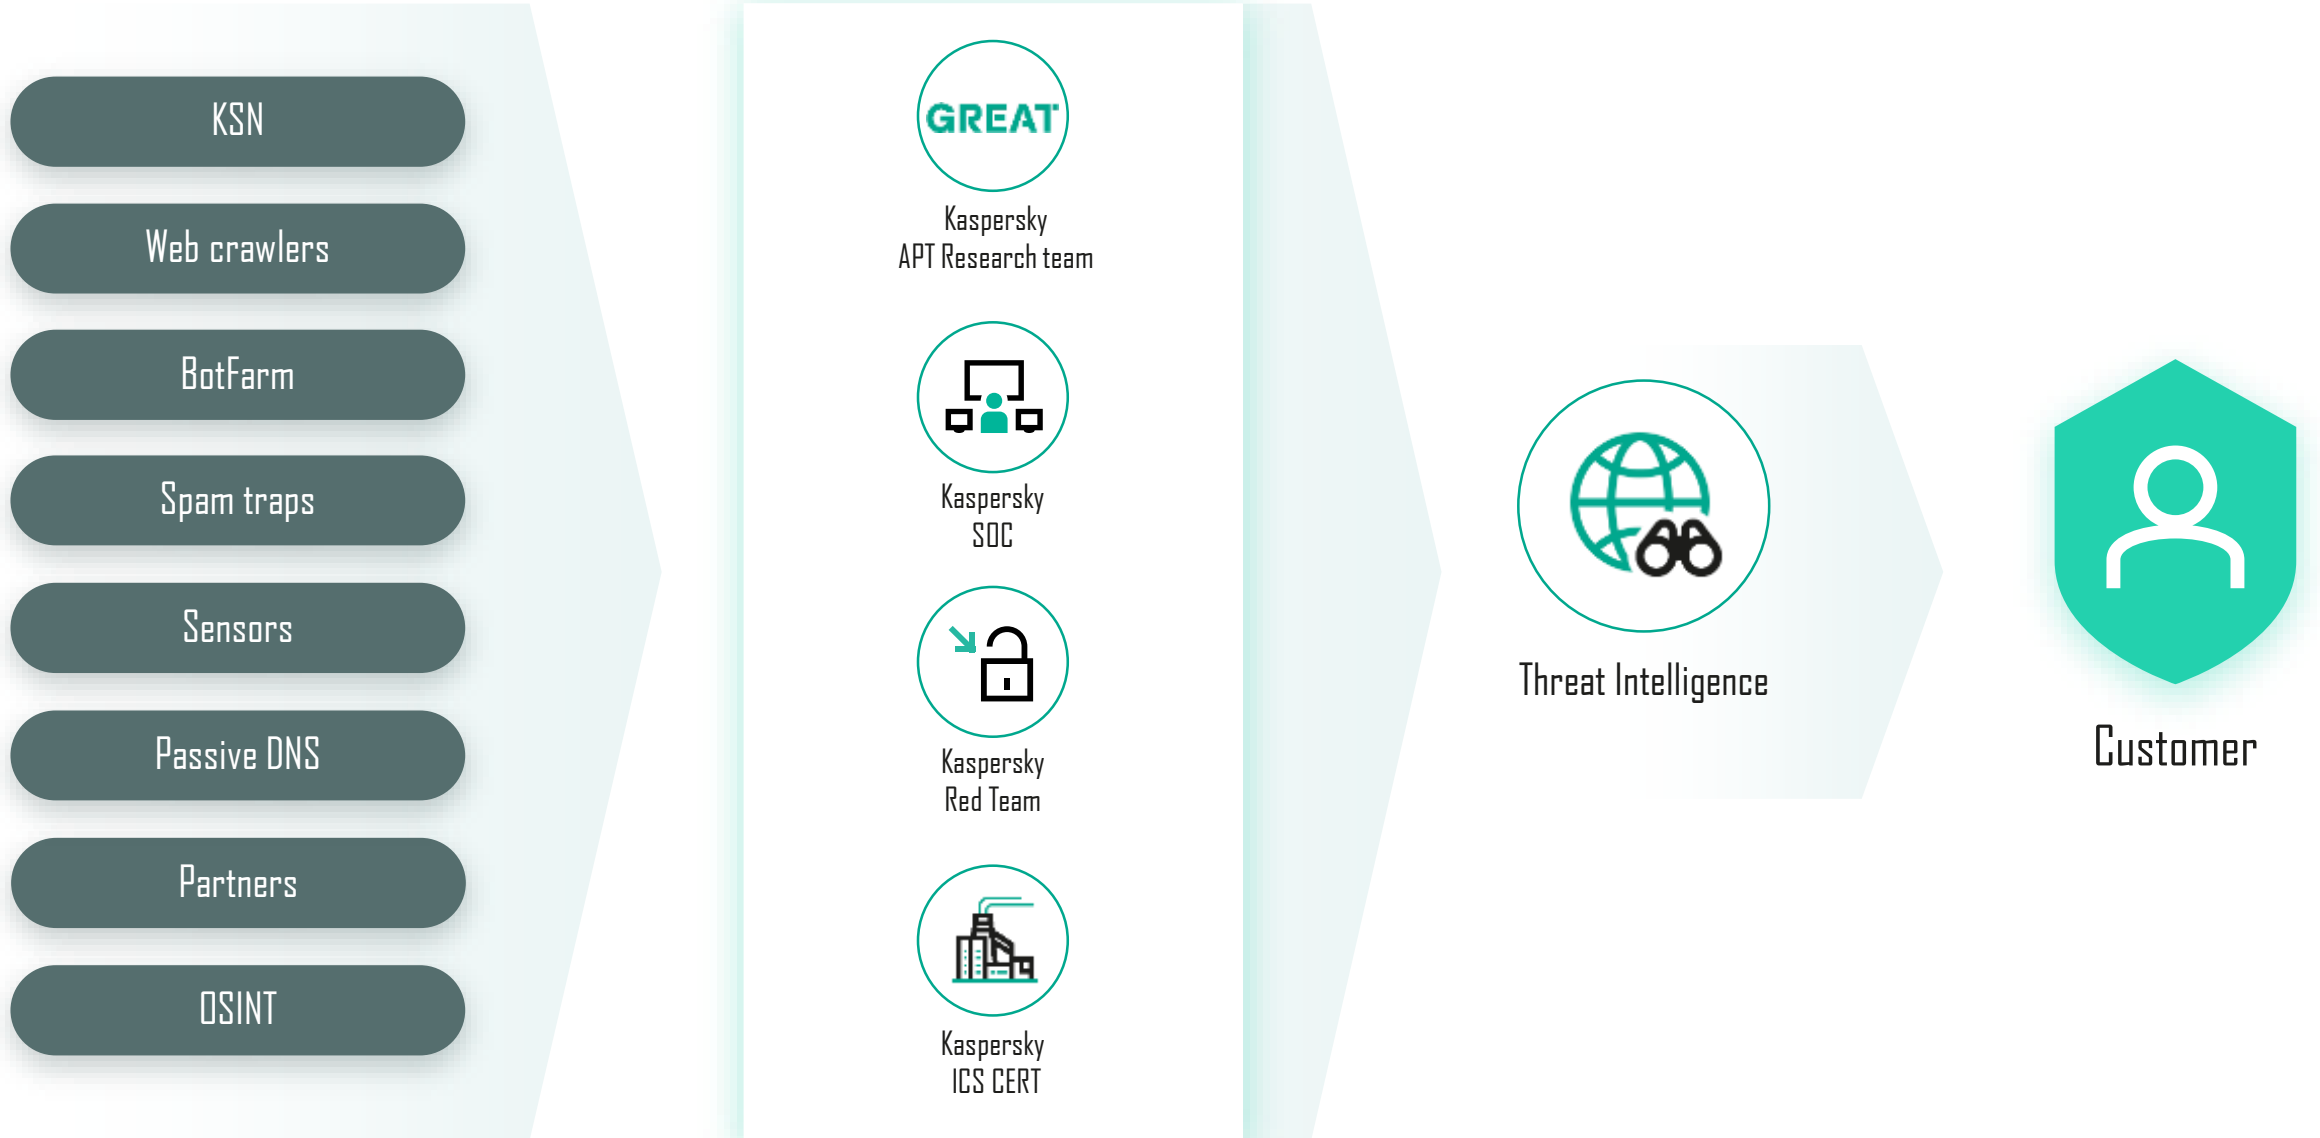 KSN
Web crawlers
BotFarm
Spam traps
Sensors
Passive DNS
Partners
OSINT
GREAT
Kaspersky
APT Research team
Kaspersky
SOC
Kaspersky
Red Team
Kaspersky
ICS CERT
Threat Intelligence
Customer